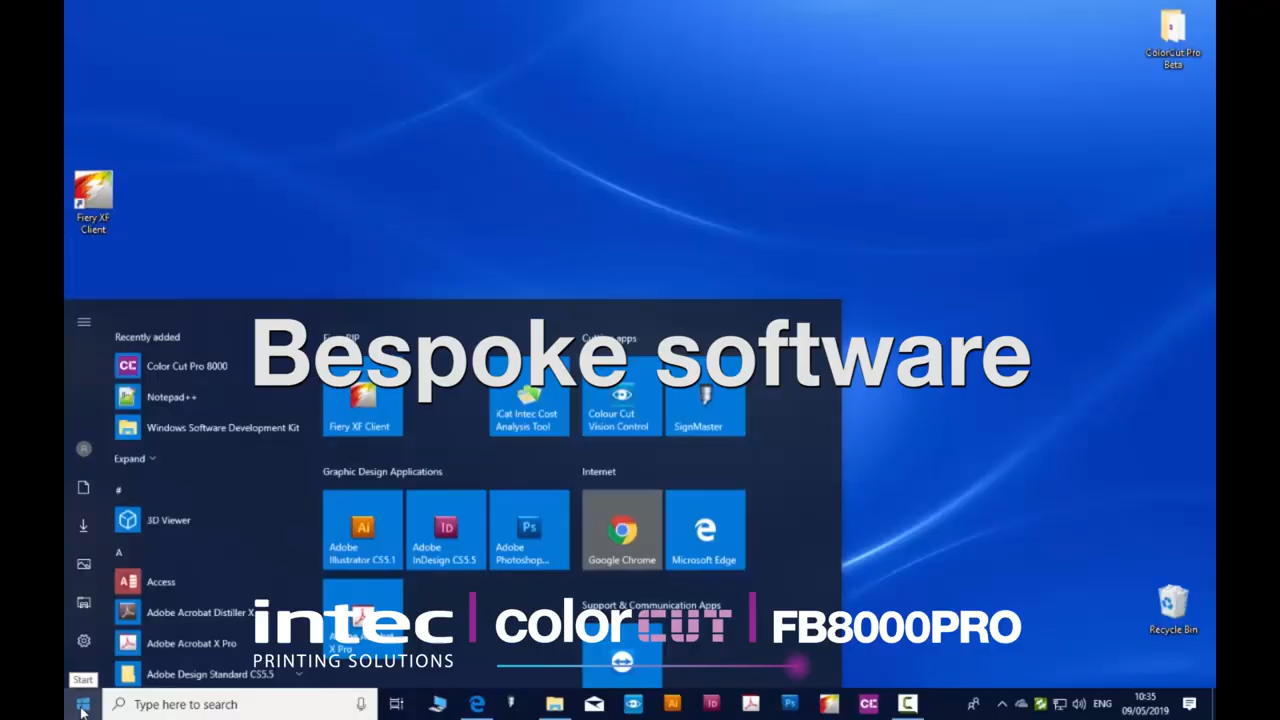 ColorCut Pro
Beta
Fiery XF
Client
Recently added
Color Cut Pro 8000
Notepad++
Windows Software Development Kit
Expand
#
3D Viewer
A
Access
Adobe Acrobat Distiller X
Adobe Acrobat X Pro
Adobe Design Standard CS5.5
Bespoke software
Fiery XF Client
iCat Intec Cost
Analysis Tool
Colour Cut
Vision Control
SignMaster
Graphic Design Applications
Internet
Adobe
Illustrator CS5.1
Adobe
InDesign CS5.5
Adobe
Photoshop...
Google Chrome
Microsoft Edge
Support & Communication Apps
X Pro
intec
PRINTING SOLUTIONS
colorCUT
FB8000PRO
Recycle Bin
Start
Type here to search
ENG
10:35
09/05/2019